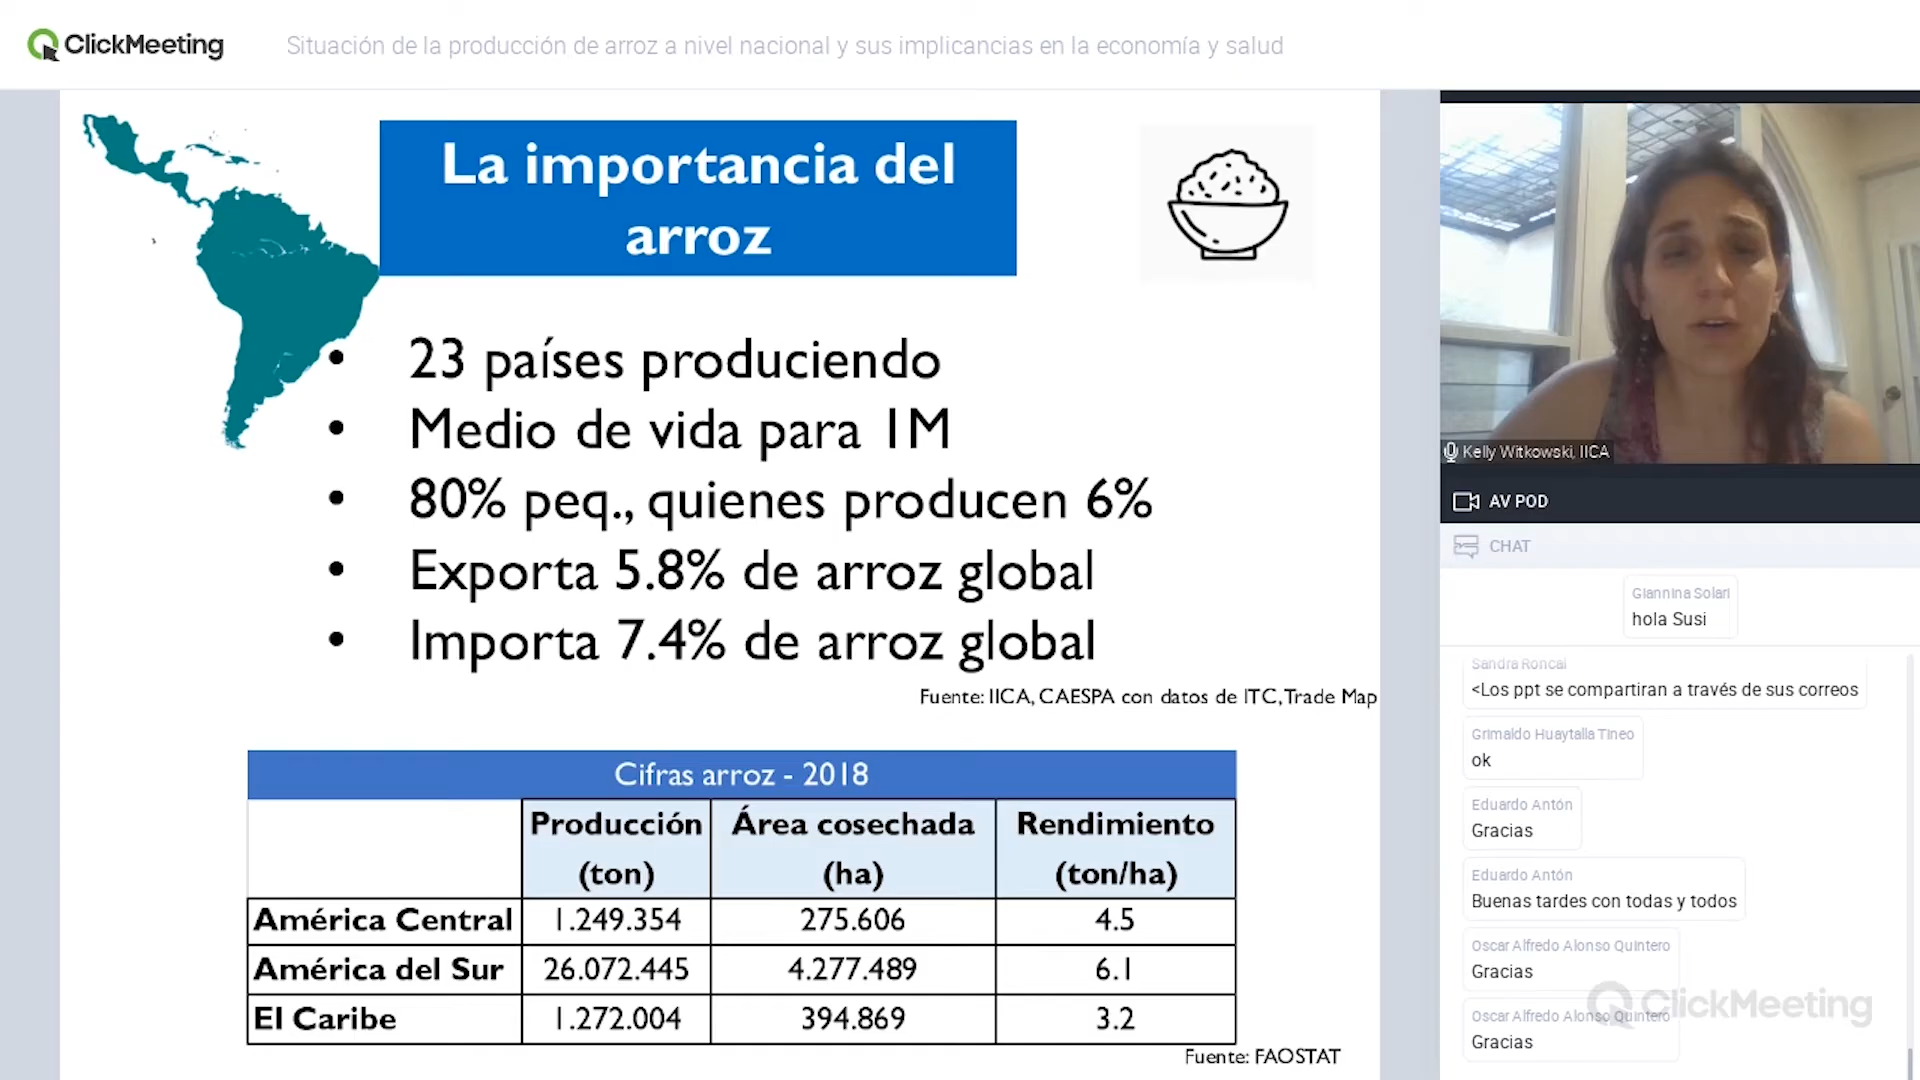 ClickMeeting
Situación de la producción de arroz a nivel nacional y sus implicancias en la economía y salud
La importancia del
arroz
• 23 países produciendo
• Medio de vida para 1M
• 80% peq., quienes producen 6%
• Exporta 5.8% de arroz global
• Importa 7.4% de arroz global
Fuente: IICA, CAESPA con datos de ITC, Trade Map
Cifras arroz - 2018
Producción (ton) Área cosechada (ha) Rendimiento (ton/ha)
América Central 1.249.354 275.606 4.5
América del Sur 26.072.445 4.277.489 6.1
El Caribe 1.272.004 394.869 3.2
Fuente: FAOSTAT
Kelly Witkowski, IICA
AV POD
CHAT
Giannina Solari
hola Susi
Sandra Roncal
<Los ppt se compartiran a través de sus correos
Grimaldo Huaytalla Tineo
ok
Eduardo Antón
Gracias
Eduardo Antón
Buenas tardes con todas y todos
Oscar Alfredo Alonso Quintero
Gracias
Oscar Alfredo Alonso Quintero
Gracias
ClickMeeting